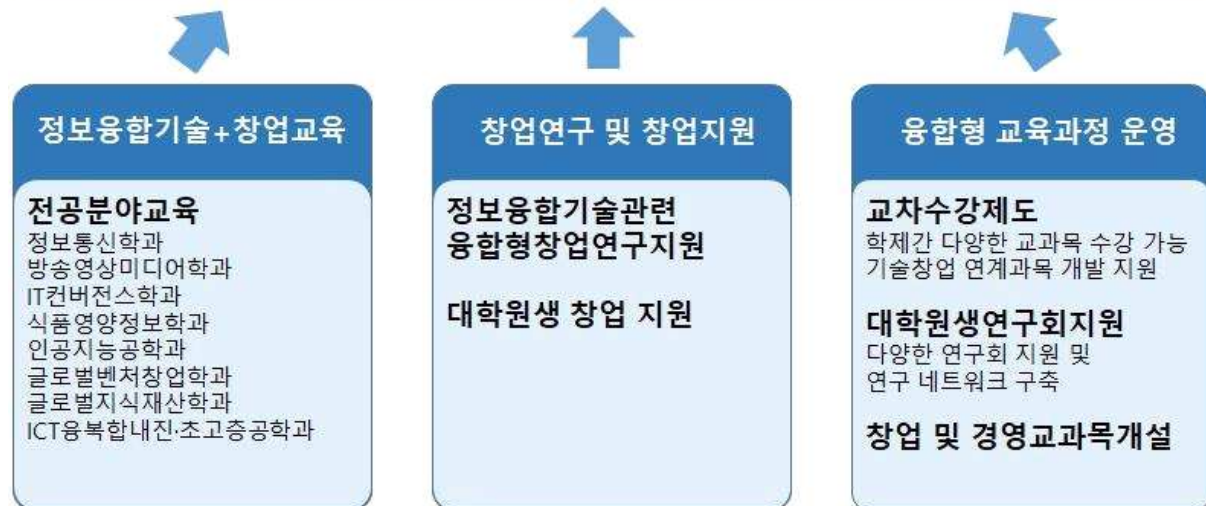 정보융합기술+창업교육
전공분야교육
정보통신학과
방송영상미디어학과
IT컨버전스학과
식품영양정보학과
인공지능공학과
글로벌벤처창업학과
글로벌지식재산학과
ICT융복합내진·초고층공학과
창업연구 및 창업지원
정보융합기술관련
융합형창업연구지원
대학원생 창업 지원
융합형 교육과정 운영
교차수강제도
학제간 다양한 교과목 수강 가능
기술창업 연계과목 개발 지원
대학원생연구회지원
다양한 연구회 지원 및
연구 네트워크 구축
창업 및 경영교과목개설